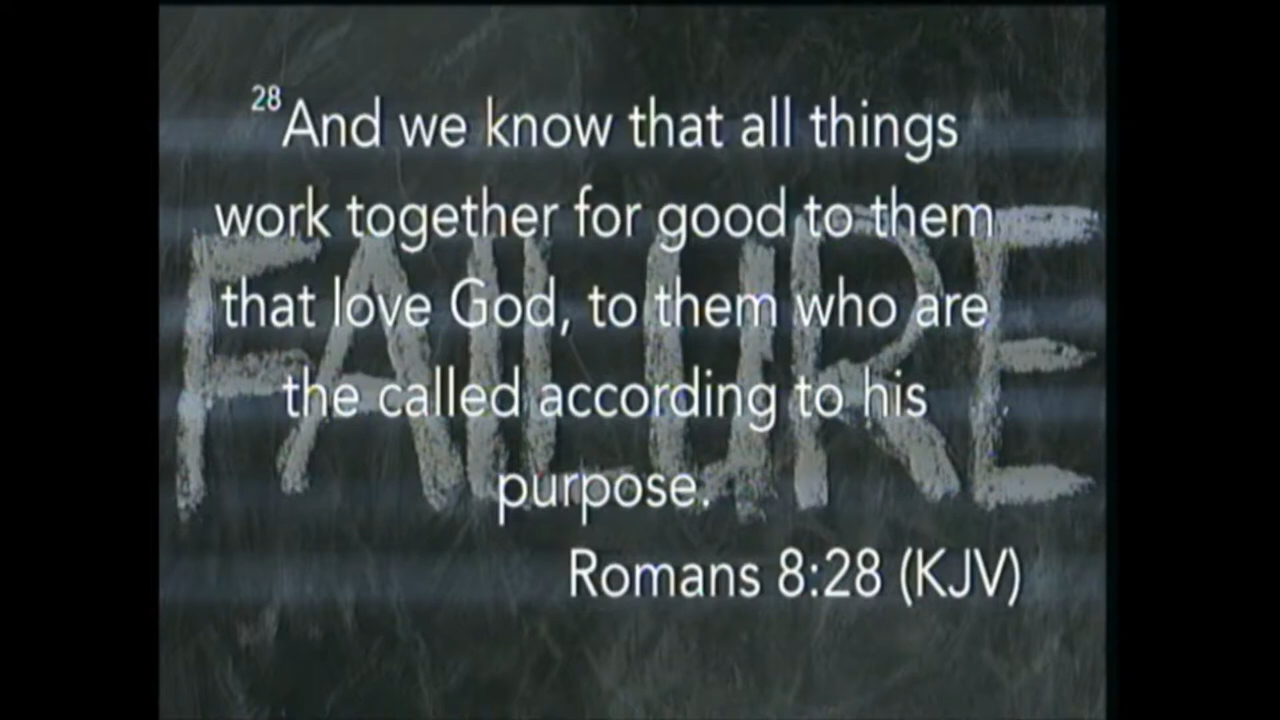 28And we know that all things
work together for good to them
that love God, to them who are
the called according to his
purpose.
Romans 8:28 (KJV)
FAILURE